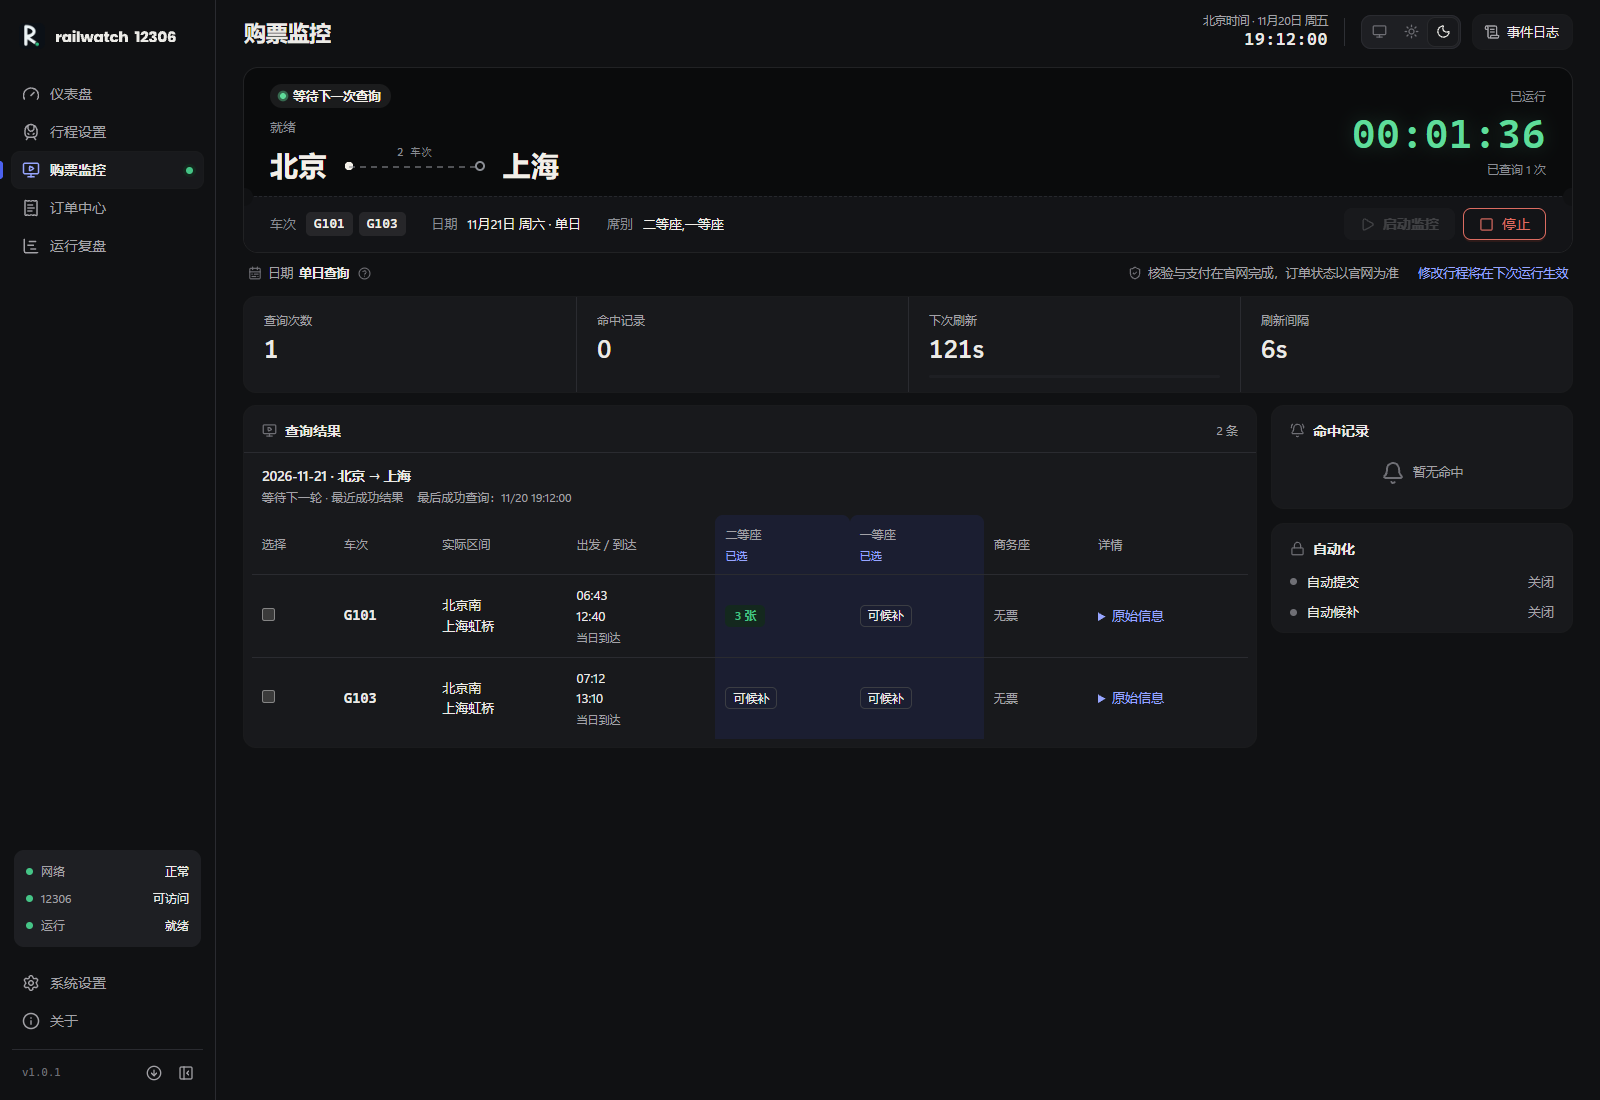 railwatch 12306
仪表盘
行程设置
购票监控
订单中心
运行复盘
网络 正常
12306 可访问
运行 就绪
系统设置
关于
v1.0.1
购票监控
北京时间 · 11月20日 周五
19:12:00
事件日志
等待下一次查询
就绪
北京 2 车次 上海
已运行
00:01:36
已查询 1 次
车次 G101 G103 日期 11月21日 周六 · 单日 席别 二等座,一等座
启动监控 停止
日期 单日查询
核验与支付在官网完成，订单状态以官网为准 修改行程将在下次运行生效
查询次数
1
命中记录
0
下次刷新
121s
刷新间隔
6s
查询结果 2 条
2026-11-21 · 北京 → 上海
等待下一轮 · 最近成功结果 最后成功查询：11/20 19:12:00
选择 车次 实际区间 出发 / 到达 二等座 已选 一等座 已选 商务座 详情
G101 北京南 上海虹桥 06:43 12:40 当日到达 3 张 可候补 无票 原始信息
G103 北京南 上海虹桥 07:12 13:10 当日到达 可候补 可候补 无票 原始信息
命中记录
暂无命中
自动化
自动提交 关闭
自动候补 关闭